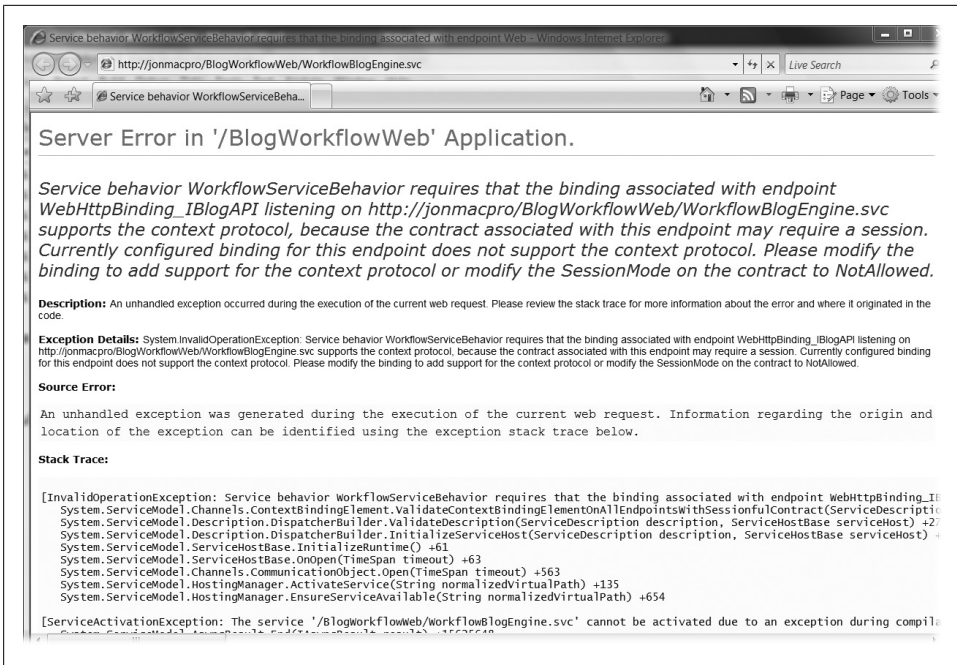 Service behavior WorkflowServiceBehavior requires that the binding associated with endpoint Web - Windows Internet Explorer
http://jonmacpro/BlogWorkflowWeb/WorkflowBlogEngine.svc
Live Search
Service behavior WorkflowServiceBeha...
Page
Tools
Server Error in '/BlogWorkflowWeb' Application.
Service behavior WorkflowServiceBehavior requires that the binding associated with endpoint
WebHttpBinding_IBlogAPI listening on http://jonmacpro/BlogWorkflowWeb/WorkflowBlogEngine.svc
supports the context protocol, because the contract associated with this endpoint may require a session.
Currently configured binding for this endpoint does not support the context protocol. Please modify the
binding to add support for the context protocol or modify the SessionMode on the contract to NotAllowed.
Description: An unhandled exception occurred during the execution of the current web request. Please review the stack trace for more information about the error and where it originated in the
code.
Exception Details: System.InvalidOperationException: Service behavior WorkflowServiceBehavior requires that the binding associated with endpoint WebHttpBinding_IBlogAPI listening on
http://jonmacpro/BlogWorkflowWeb/WorkflowBlogEngine.svc supports the context protocol, because the contract associated with this endpoint may require a session. Currently configured binding
for this endpoint does not support the context protocol. Please modify the binding to add support for the context protocol or modify the SessionMode on the contract to NotAllowed.
Source Error:
An unhandled exception was generated during the execution of the current web request. Information regarding the origin and
location of the exception can be identified using the exception stack trace below.
Stack Trace:
[InvalidOperationException: Service behavior WorkflowServiceBehavior requires that the binding associated with endpoint WebHttpBinding_IB
System.ServiceModel.Channels.ContextBindingElement.ValidateContextBindingElementOnAllEndpointsWithSessionfulContract(ServiceDescriptio
System.ServiceModel.Description.DispatcherBuilder.ValidateDescription(ServiceDescription description, ServiceHostBase serviceHost) +27
System.ServiceModel.Description.DispatcherBuilder.InitializeServiceHost(ServiceDescription description, ServiceHostBase serviceHost) +
System.ServiceModel.ServiceHostBase.InitializeRuntime() +61
System.ServiceModel.ServiceHostBase.OnOpen(TimeSpan timeout) +63
System.ServiceModel.Channels.CommunicationObject.Open(TimeSpan timeout) +563
System.ServiceModel.HostingManager.ActivateService(String normalizedVirtualPath) +135
System.ServiceModel.HostingManager.EnsureServiceAvailable(String normalizedVirtualPath) +654
[ServiceActivationException: The service '/BlogWorkflowWeb/WorkflowBlogEngine.svc' cannot be activated due to an exception during compila